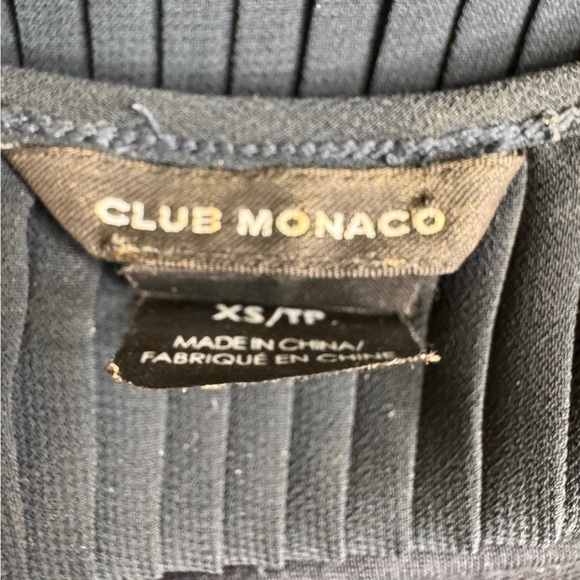 CLUB MONACO
XS/TP
MADE IN CHINA/
FABRIQUÉ EN CHINE